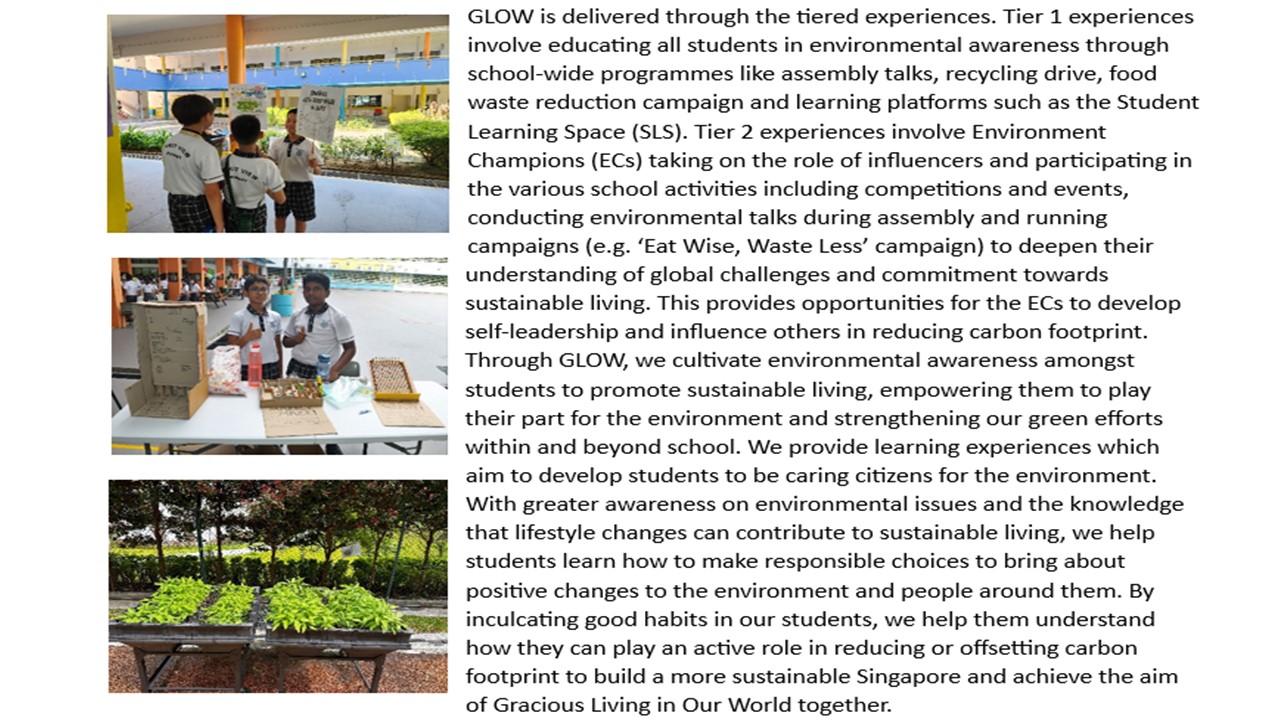 GLOW is delivered through the tiered experiences. Tier 1 experiences
involve educating all students in environmental awareness through
school-wide programmes like assembly talks, recycling drive, food
waste reduction campaign and learning platforms such as the Student
Learning Space (SLS). Tier 2 experiences involve Environment
Champions (ECs) taking on the role of influencers and participating in
the various school activities including competitions and events,
conducting environmental talks during assembly and running
campaigns (e.g. ‘Eat Wise, Waste Less’ campaign) to deepen their
understanding of global challenges and commitment towards
sustainable living. This provides opportunities for the ECs to develop
self-leadership and influence others in reducing carbon footprint.
Through GLOW, we cultivate environmental awareness amongst
students to promote sustainable living, empowering them to play
their part for the environment and strengthening our green efforts
within and beyond school. We provide learning experiences which
aim to develop students to be caring citizens for the environment.
With greater awareness on environmental issues and the knowledge
that lifestyle changes can contribute to sustainable living, we help
students learn how to make responsible choices to bring about
positive changes to the environment and people around them. By
inculcating good habits in our students, we help them understand
how they can play an active role in reducing or offsetting carbon
footprint to build a more sustainable Singapore and achieve the aim
of Gracious Living in Our World together.